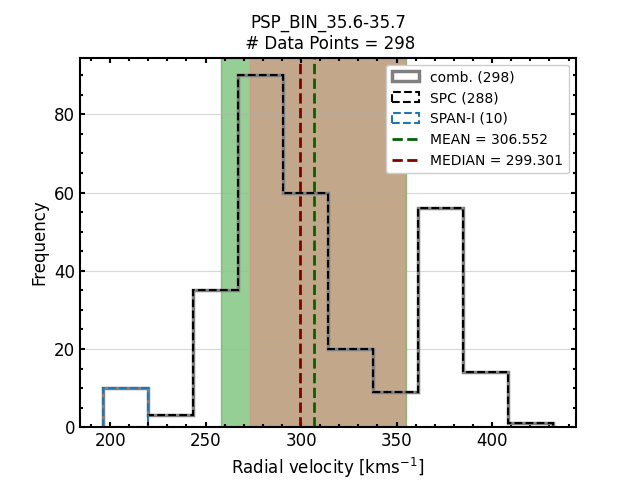 PSP_BIN_35.6-35.7
# Data Points = 298
comb. (298)
SPC (288)
SPAN-I (10)
MEAN = 306.552
MEDIAN = 299.301
Frequency
80
60
40
20
0
200 250 300 350 400
Radial velocity [kms⁻¹]